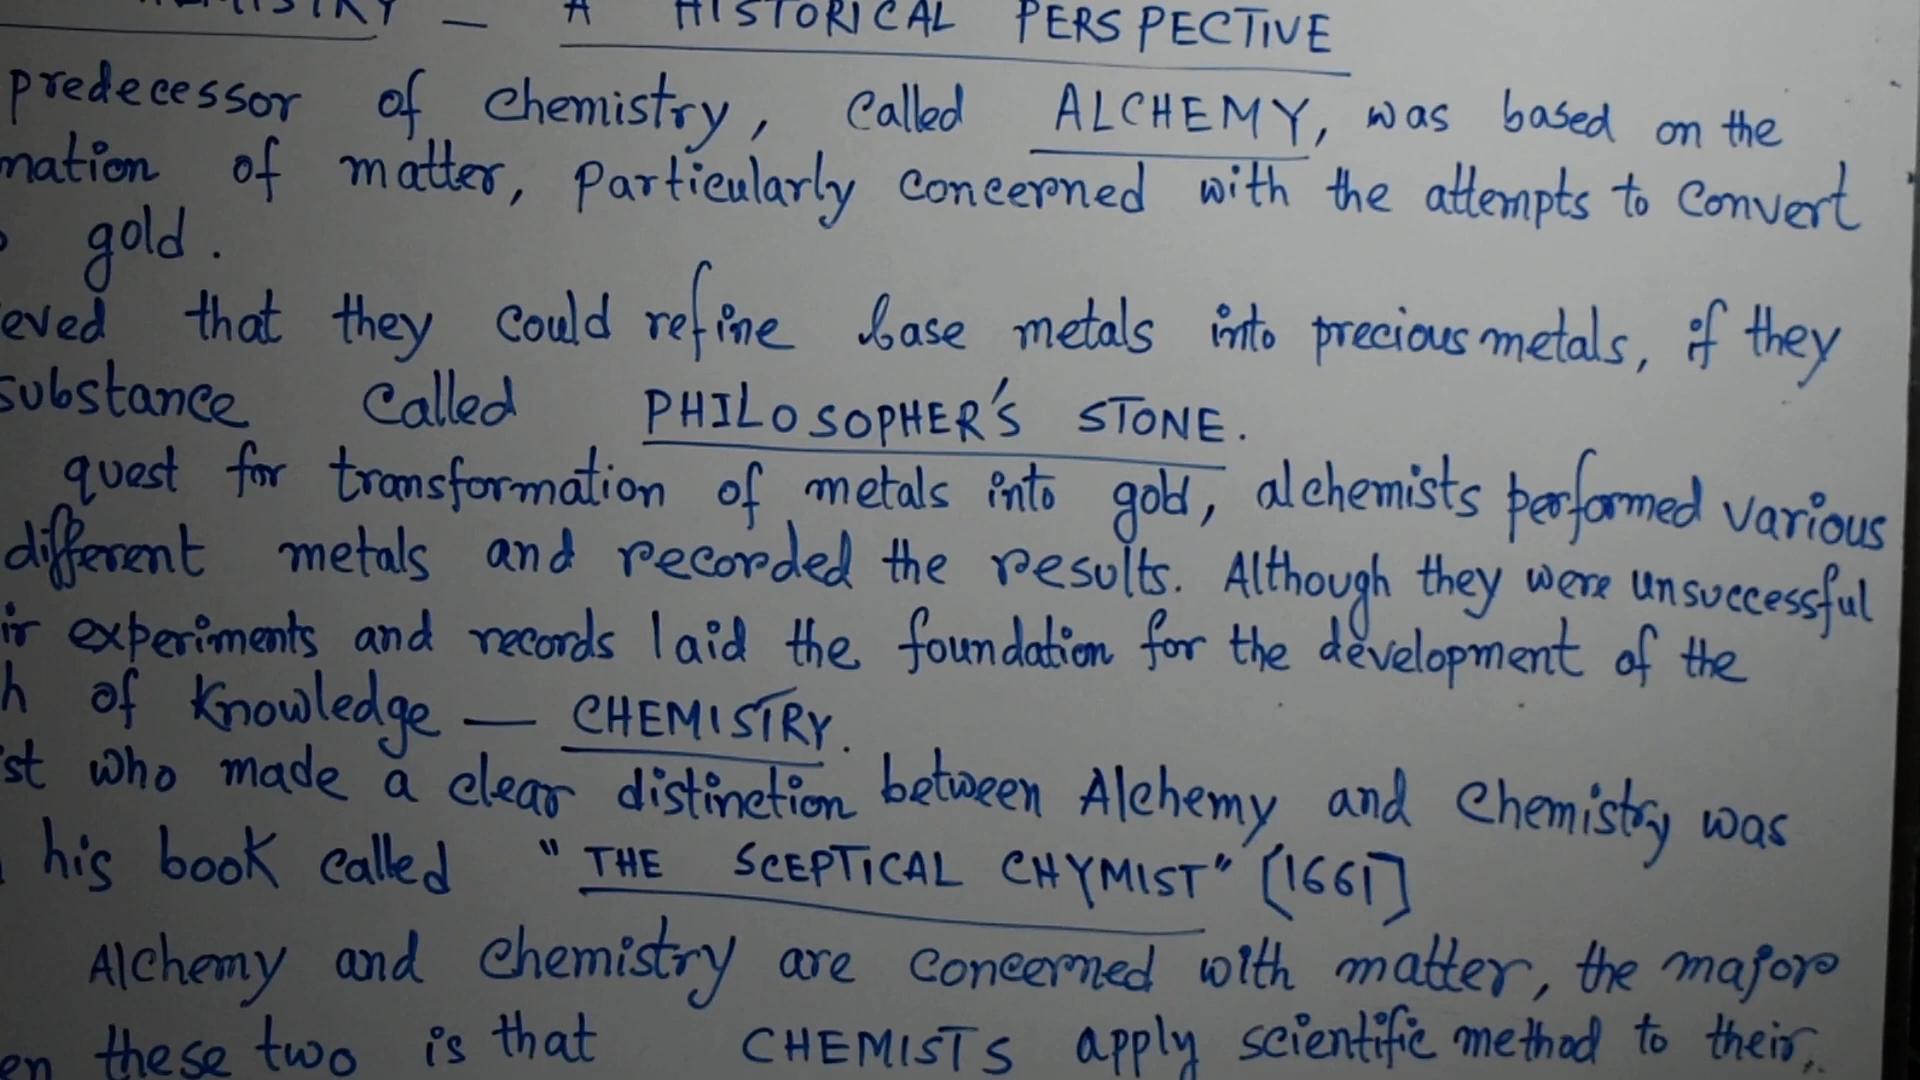 CHEMISTRY — A HISTORICAL PERSPECTIVE
predecessor of chemistry, called ALCHEMY, was based on the
mation of matter, particularly concerned with the attempts to convert
gold.
eved that they could refine base metals into precious metals, if they
substance called PHILOSOPHER'S STONE.
quest for transformation of metals into gold, alchemists performed various
different metals and recorded the results. Although they were unsuccessful
ir experiments and records laid the foundation for the development of the
h of knowledge — CHEMISTRY.
st who made a clear distinction between Alchemy and Chemistry was
his book called "THE SCEPTICAL CHYMIST" [1661]
Alchemy and chemistry are concerned with matter, the major
en these two is that CHEMISTS apply scientific method to their